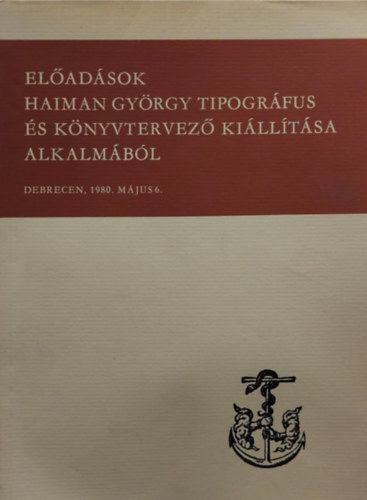 ELŐADÁSOK
HAIMAN GYÖRGY TIPOGRÁFUS
ÉS KÖNYVTERVEZŐ KIÁLLÍTÁSA
ALKALMÁBÓL
DEBRECEN, 1980. MÁJUS 6.